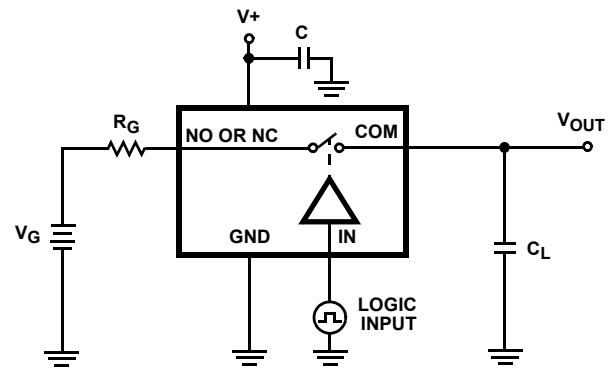 V+
C
RG
NO OR NC
COM
VOUT
VG
GND
IN
CL
LOGIC
INPUT